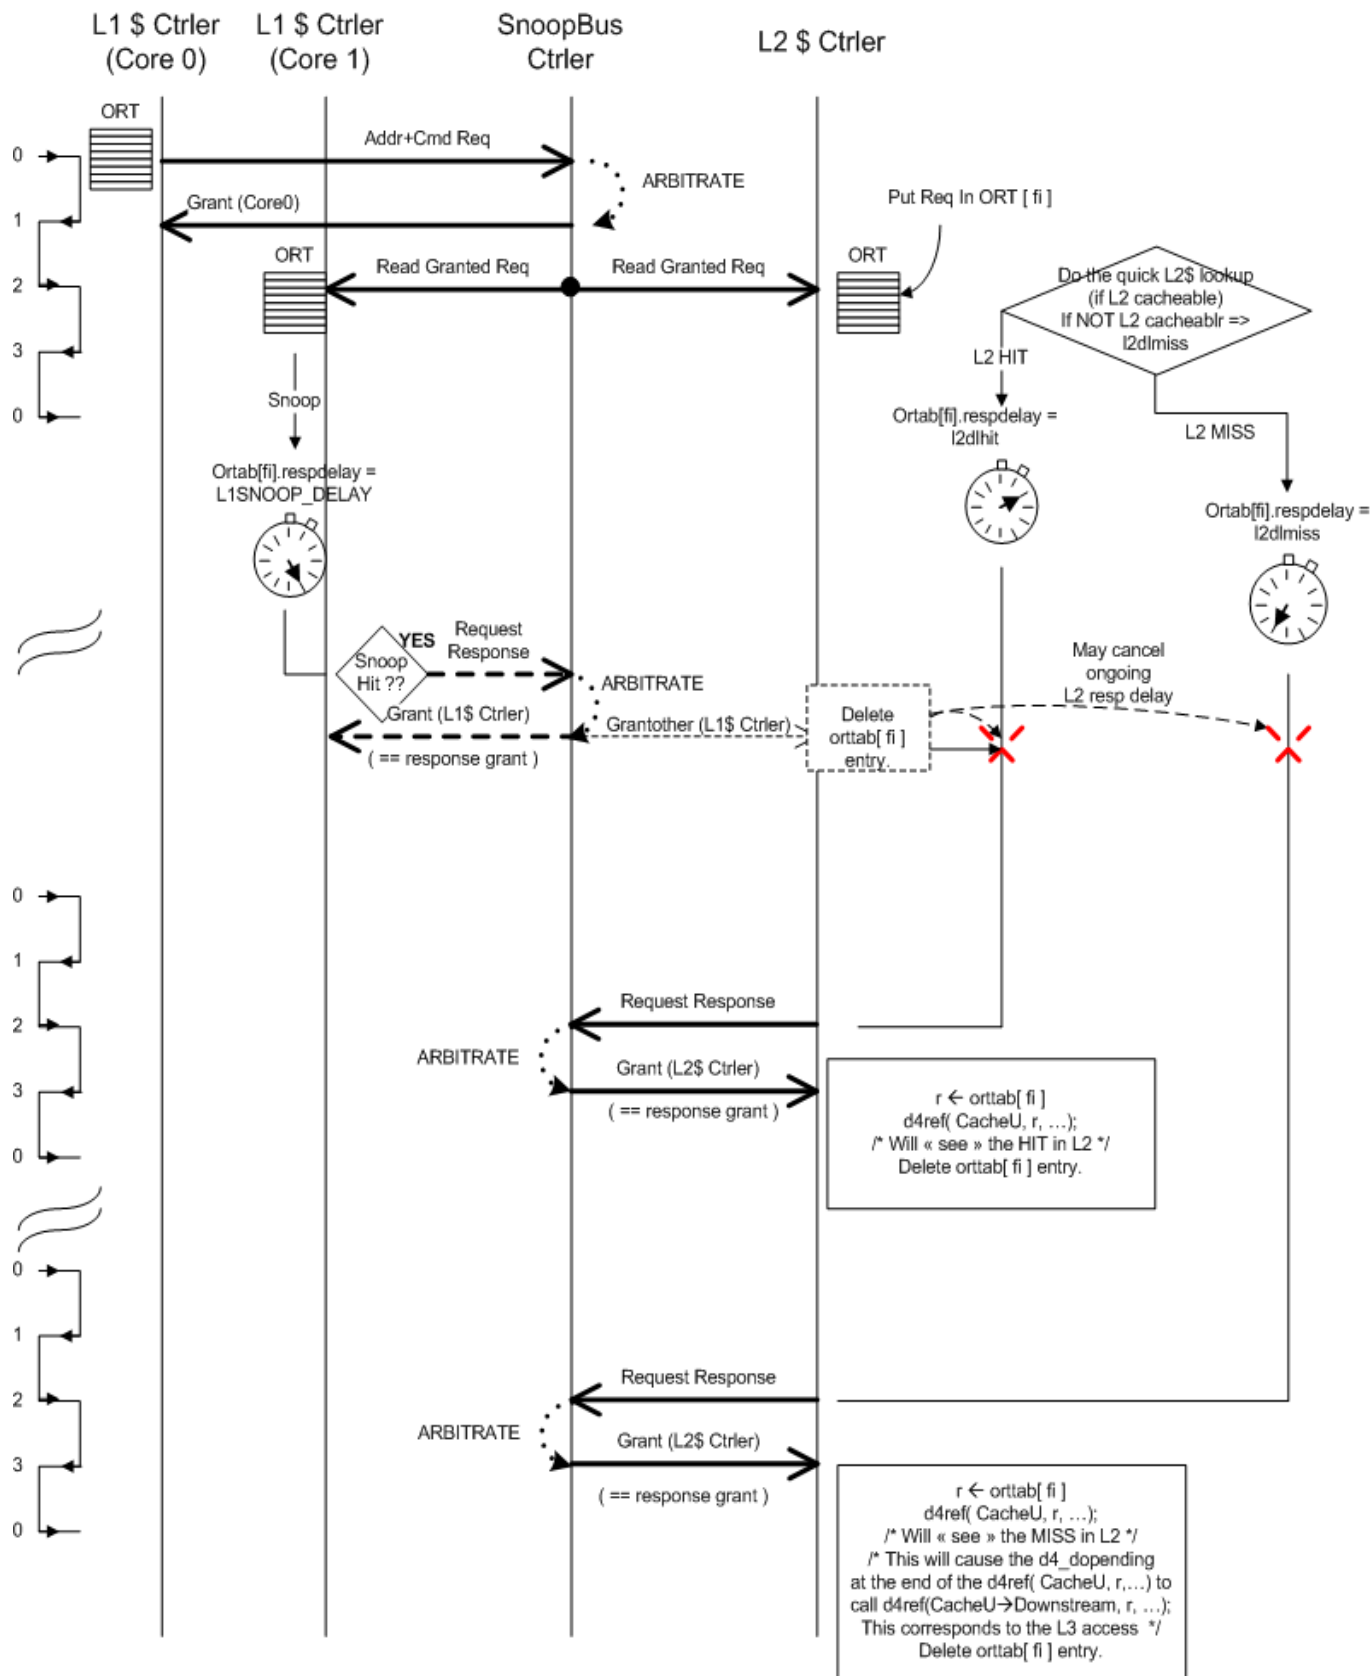 L1 $ Ctrler
(Core 0)
L1 $ Ctrler
(Core 1)
SnoopBus
Ctrler
L2 $ Ctrler
ORT
0
Addr+Cmd Req
ARBITRATE
Grant (Core0)
1
Put Req In ORT [ fi ]
ORT
Read Granted Req
Read Granted Req
ORT
2
Do the quick L2$ lookup
(if L2 cacheable)
If NOT L2 cacheablr =>
l2dlmiss
3
L2 HIT
Snoop
0
Ortab[fi].respdelay =
l2dlhit
L2 MISS
Ortab[fi].respdelay =
L1SNOOP_DELAY
Ortab[fi].respdelay =
l2dlmiss
YES
Snoop
Hit ??
Request
Response
ARBITRATE
May cancel
ongoing
L2 resp delay
Grant (L1$ Ctrler)
( == response grant )
Grantother (L1$ Ctrler)
Delete
orttab[ fi ]
entry.
0
1
2
Request Response
ARBITRATE
Grant (L2$ Ctrler)
3
( == response grant )
r ← orttab[ fi ]
d4ref( CacheU, r, ...);
/* Will « see » the HIT in L2 */
Delete orttab[ fi ] entry.
0
0
1
2
Request Response
ARBITRATE
Grant (L2$ Ctrler)
3
( == response grant )
r ← orttab[ fi ]
d4ref( CacheU, r, ...);
/* Will « see » the MISS in L2 */
/* This will cause the d4_dopending
at the end of the d4ref( CacheU, r,...) to
call d4ref(CacheU→Downstream, r, ...);
This corresponds to the L3 access */
Delete orttab[ fi ] entry.
0